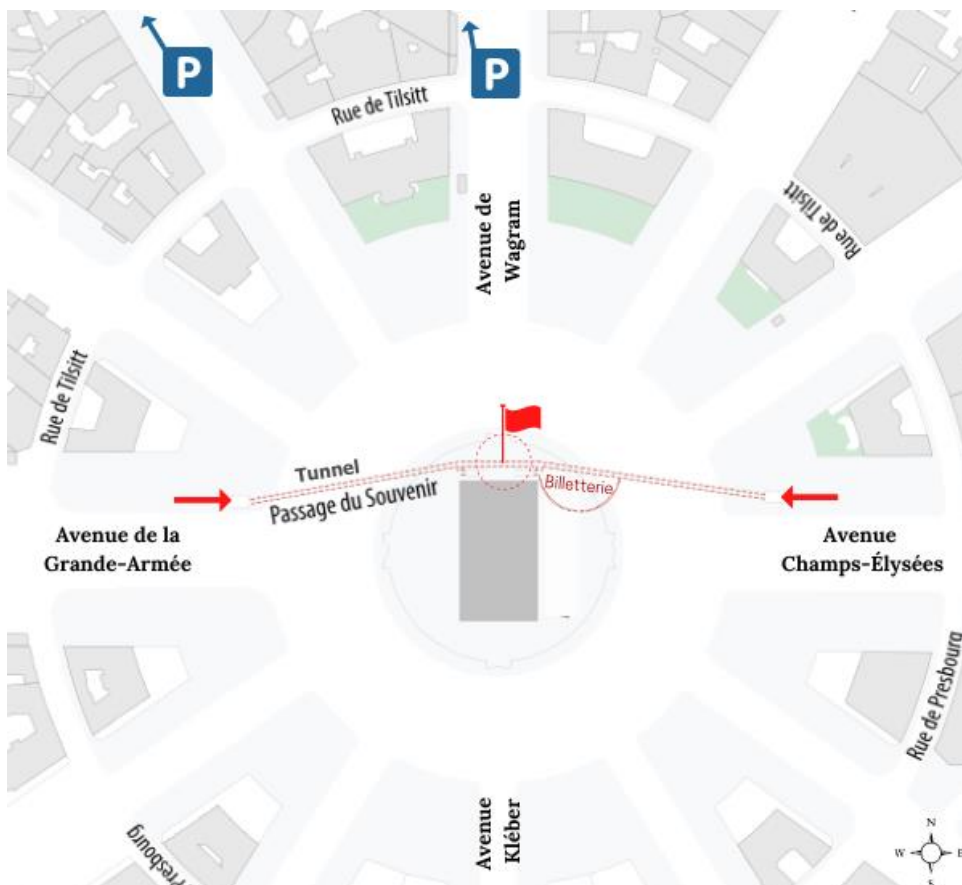 P
P
Rue de Tilsitt
Rue de Tilsitt
Avenue de
Wagram
Rue de Tilsitt
Tunnel
Passage du Souvenir
Billetterie
Avenue de la
Grande-Armée
Avenue
Champs-Élysées
Rue de Presbourg
Avenue
Kléber
Presbourg
N
W
E
S